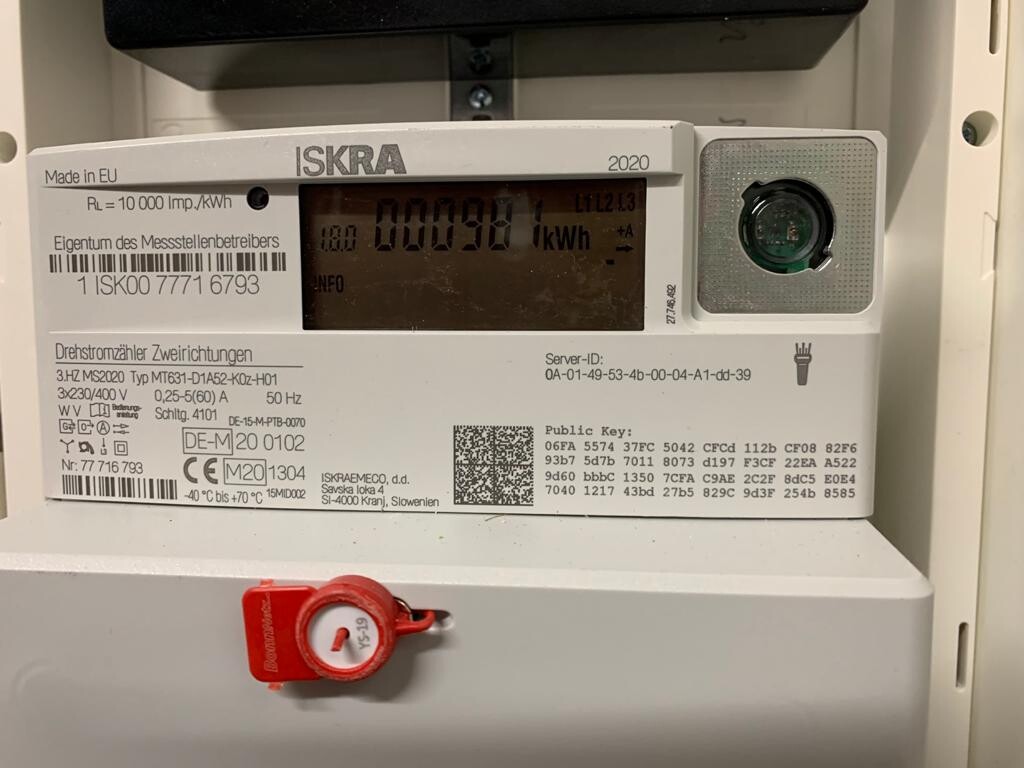 ISKRA
Made in EU
2020
RL = 10 000 Imp./kWh
Eigentum des Messstellenbetreibers
1 ISK00 7771 6793
L1 L2 L3
1.8.0 000981 kWh
+A
INFO
27.746.492
Drehstromzähler Zweirichtungen
3.HZ MS2020 Typ MT631-D1A52-K0z-H01
3x230/400 V 0,25-5(60) A 50 Hz
W V Bedienungs-
anleitung
Schltg. 4101
DE-15-M-PTB-0070
DE-M 20 0102
CE M20 1304
Nr: 77 716 793
-40 °C bis +70 °C 15MID002
ISKRAEMECO, d.d.
Savska loka 4
SI-4000 Kranj, Slowenien
Server-ID:
0A-01-49-53-4b-00-04-A1-dd-39
Public Key:
06FA 5574 37FC 5042 CFCd 112b CF08 82F6
93b7 5d7b 7011 8073 d197 F3CF 22EA A522
9d60 bbbC 1350 7CFA C9AE 2C2F 8dC5 E0E4
7040 1217 43bd 27b5 829C 9d3F 254b 8585
BonnNetz
YS-19